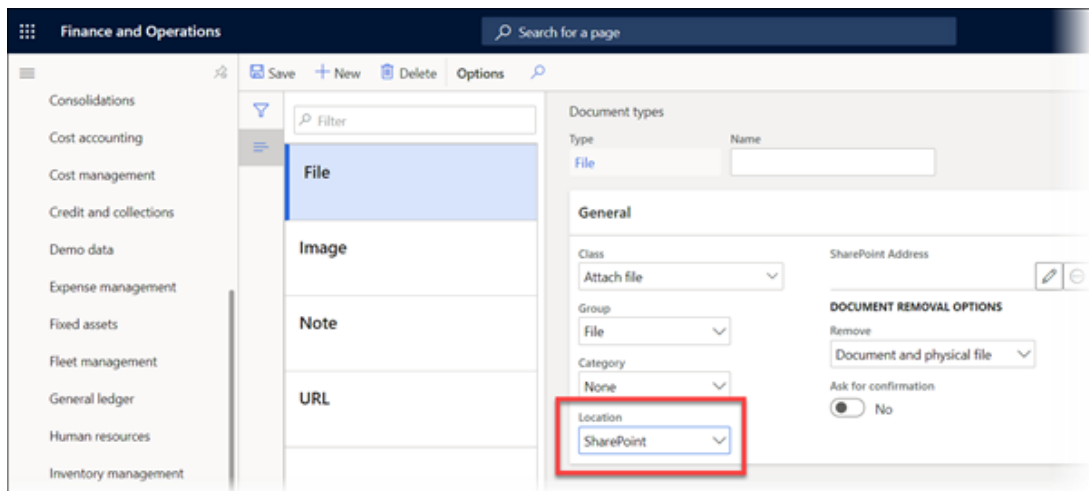 Finance and Operations
Search for a page
Save
New
Delete
Options
Consolidations
Cost accounting
Cost management
Credit and collections
Demo data
Expense management
Fixed assets
Fleet management
General ledger
Human resources
Inventory management
Filter
File
Image
Note
URL
Document types
Type
Name
File
General
Class
Attach file
Group
File
Category
None
Location
SharePoint
SharePoint Address
DOCUMENT REMOVAL OPTIONS
Remove
Document and physical file
Ask for confirmation
No